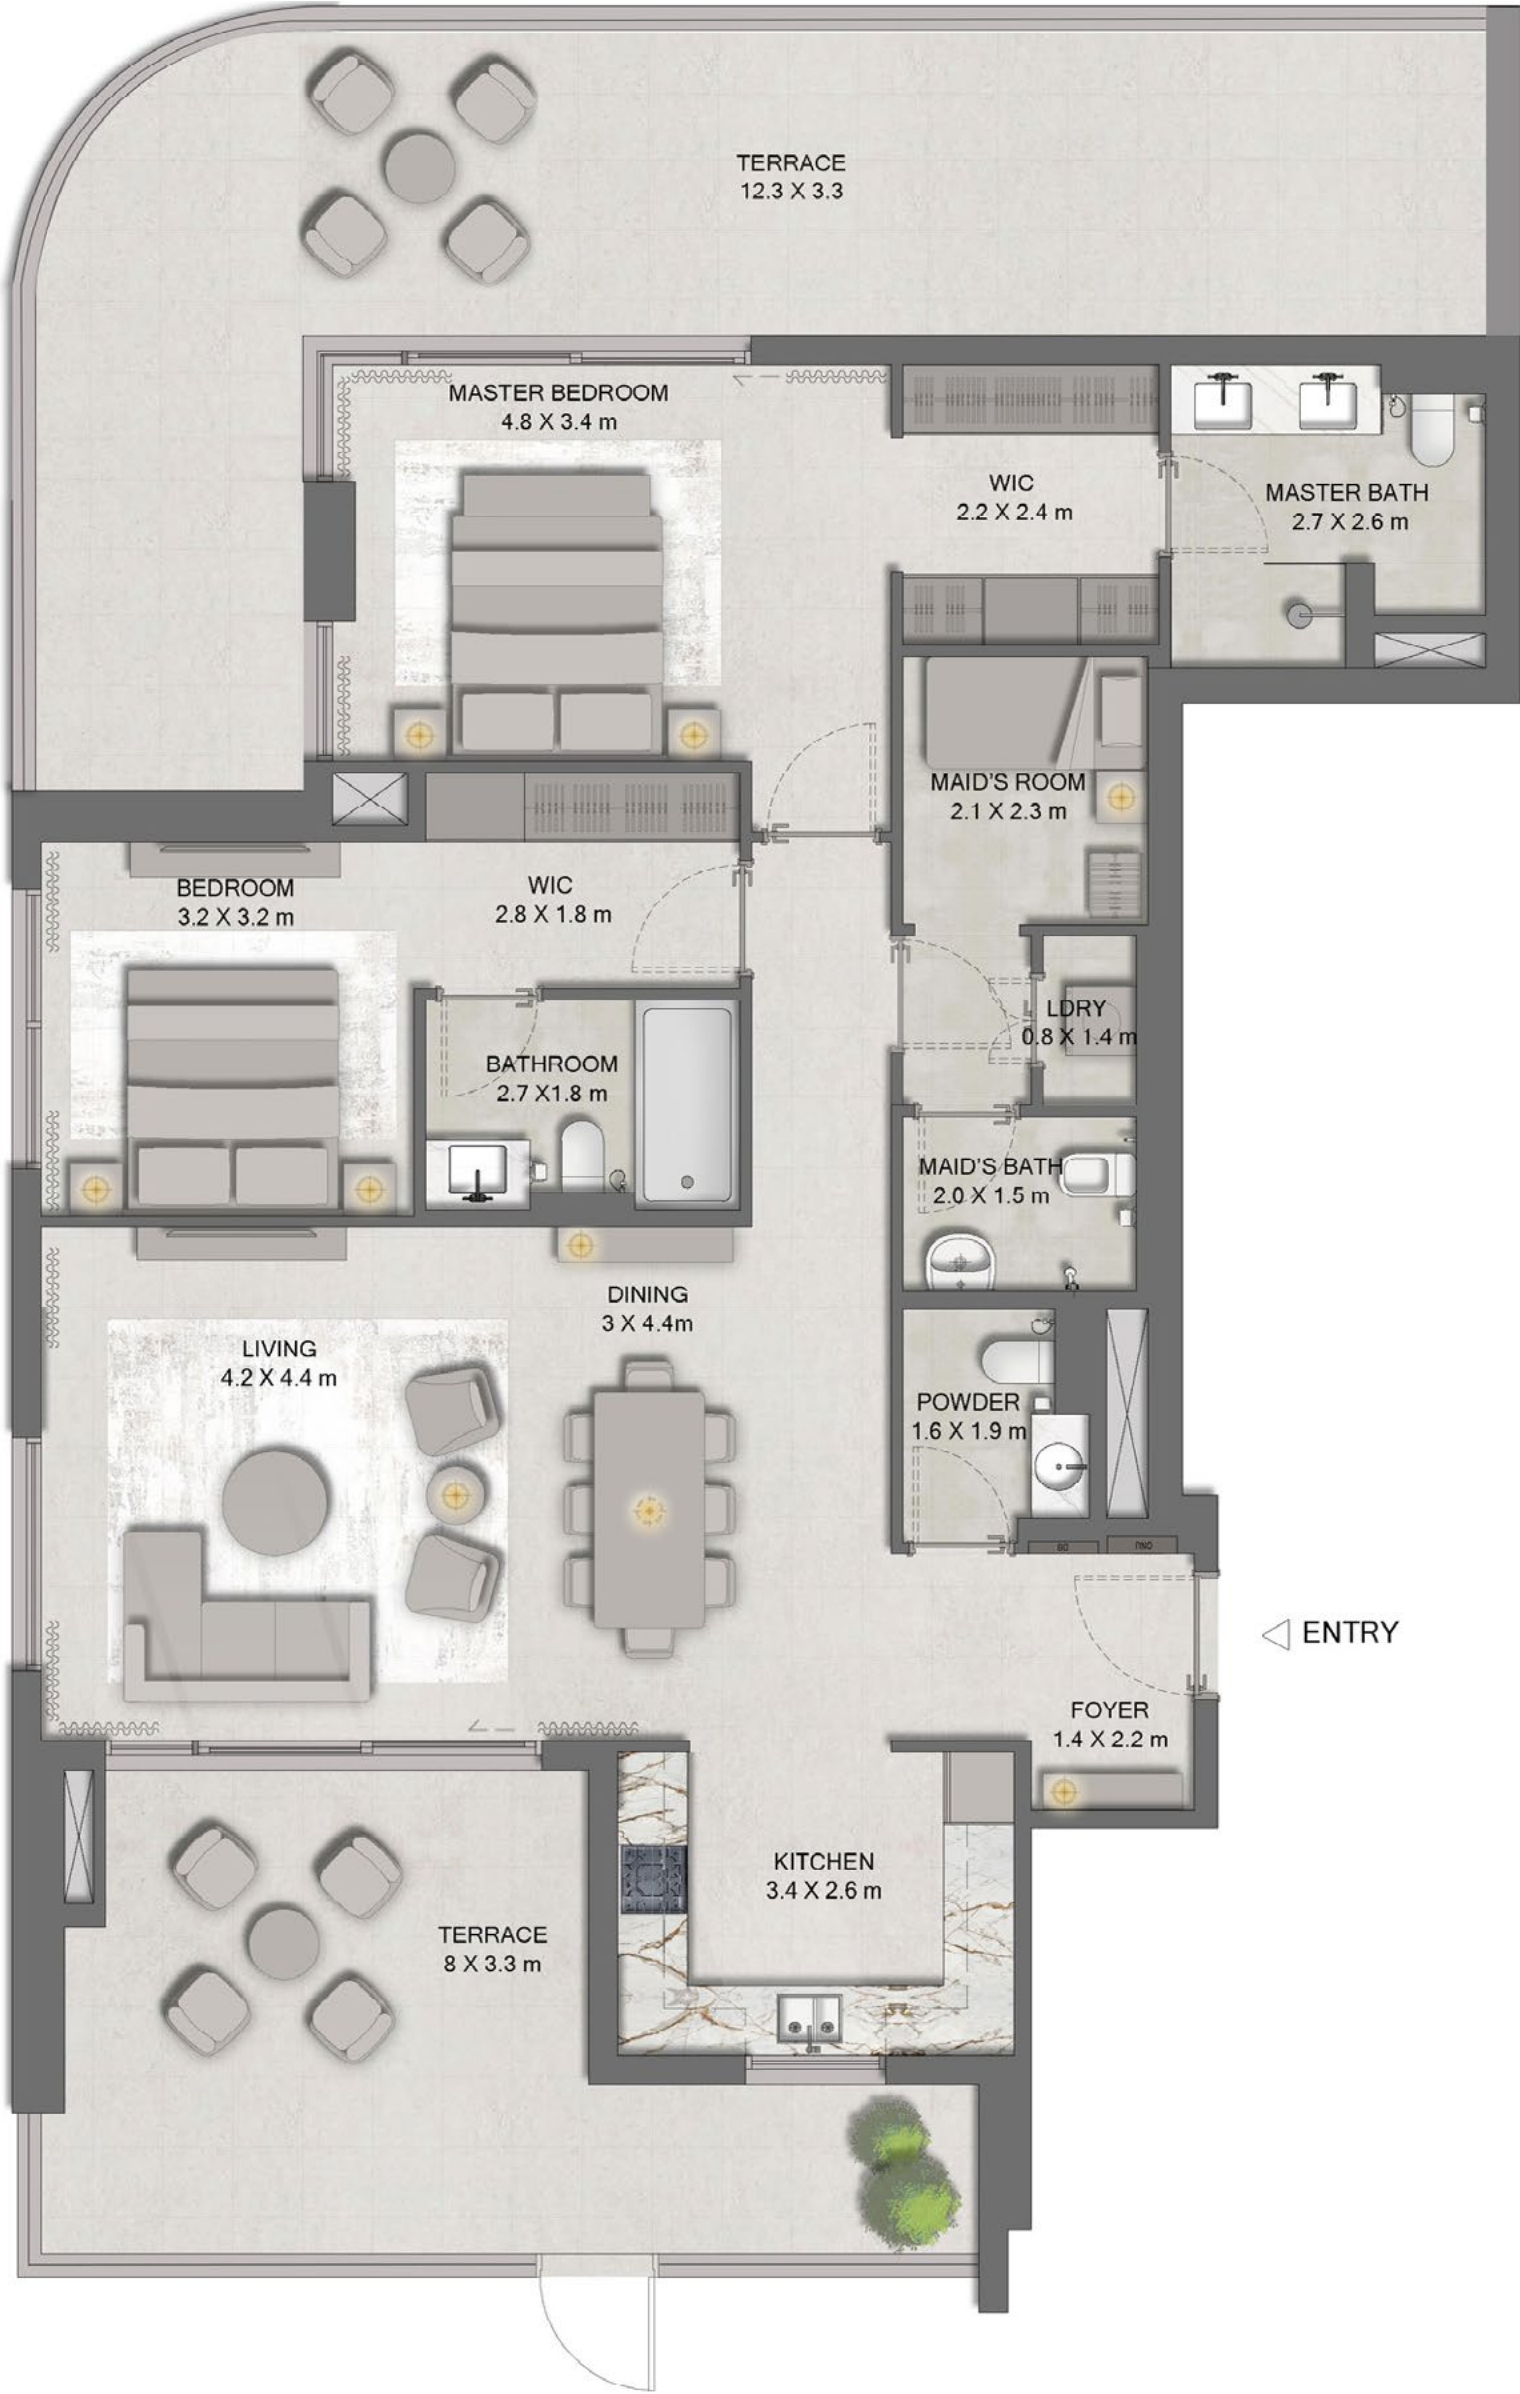 TERRACE
12.3 X 3.3
MASTER BEDROOM
4.8 X 3.4 m
WIC
2.2 X 2.4 m
MASTER BATH
2.7 X 2.6 m
MAID'S ROOM
2.1 X 2.3 m
BEDROOM
3.2 X 3.2 m
WIC
2.8 X 1.8 m
LDRY
0.8 X 1.4 m
BATHROOM
2.7 X1.8 m
MAID'S BATH
2.0 X 1.5 m
DINING
3 X 4.4m
LIVING
4.2 X 4.4 m
POWDER
1.6 X 1.9 m
DB
ONU
ENTRY
FOYER
1.4 X 2.2 m
KITCHEN
3.4 X 2.6 m
TERRACE
8 X 3.3 m